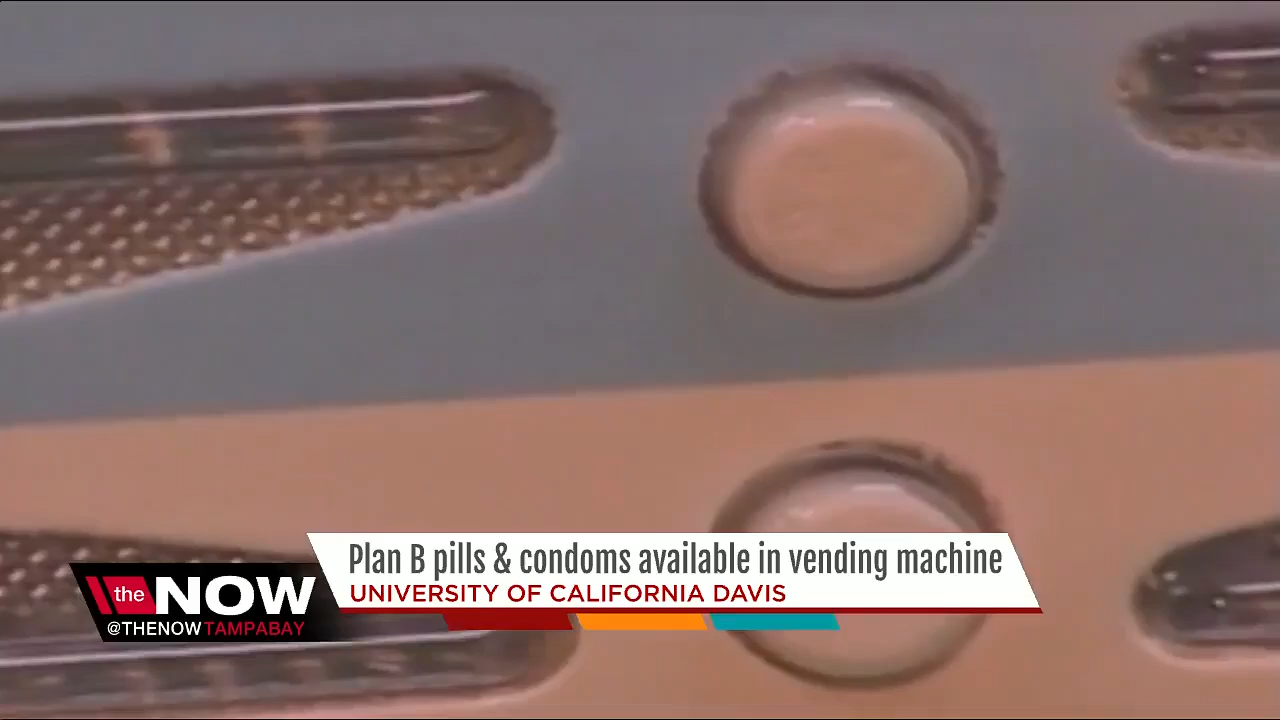 Plan B pills & condoms available in vending machine
UNIVERSITY OF CALIFORNIA DAVIS
the NOW
@THENOWTAMPABAY